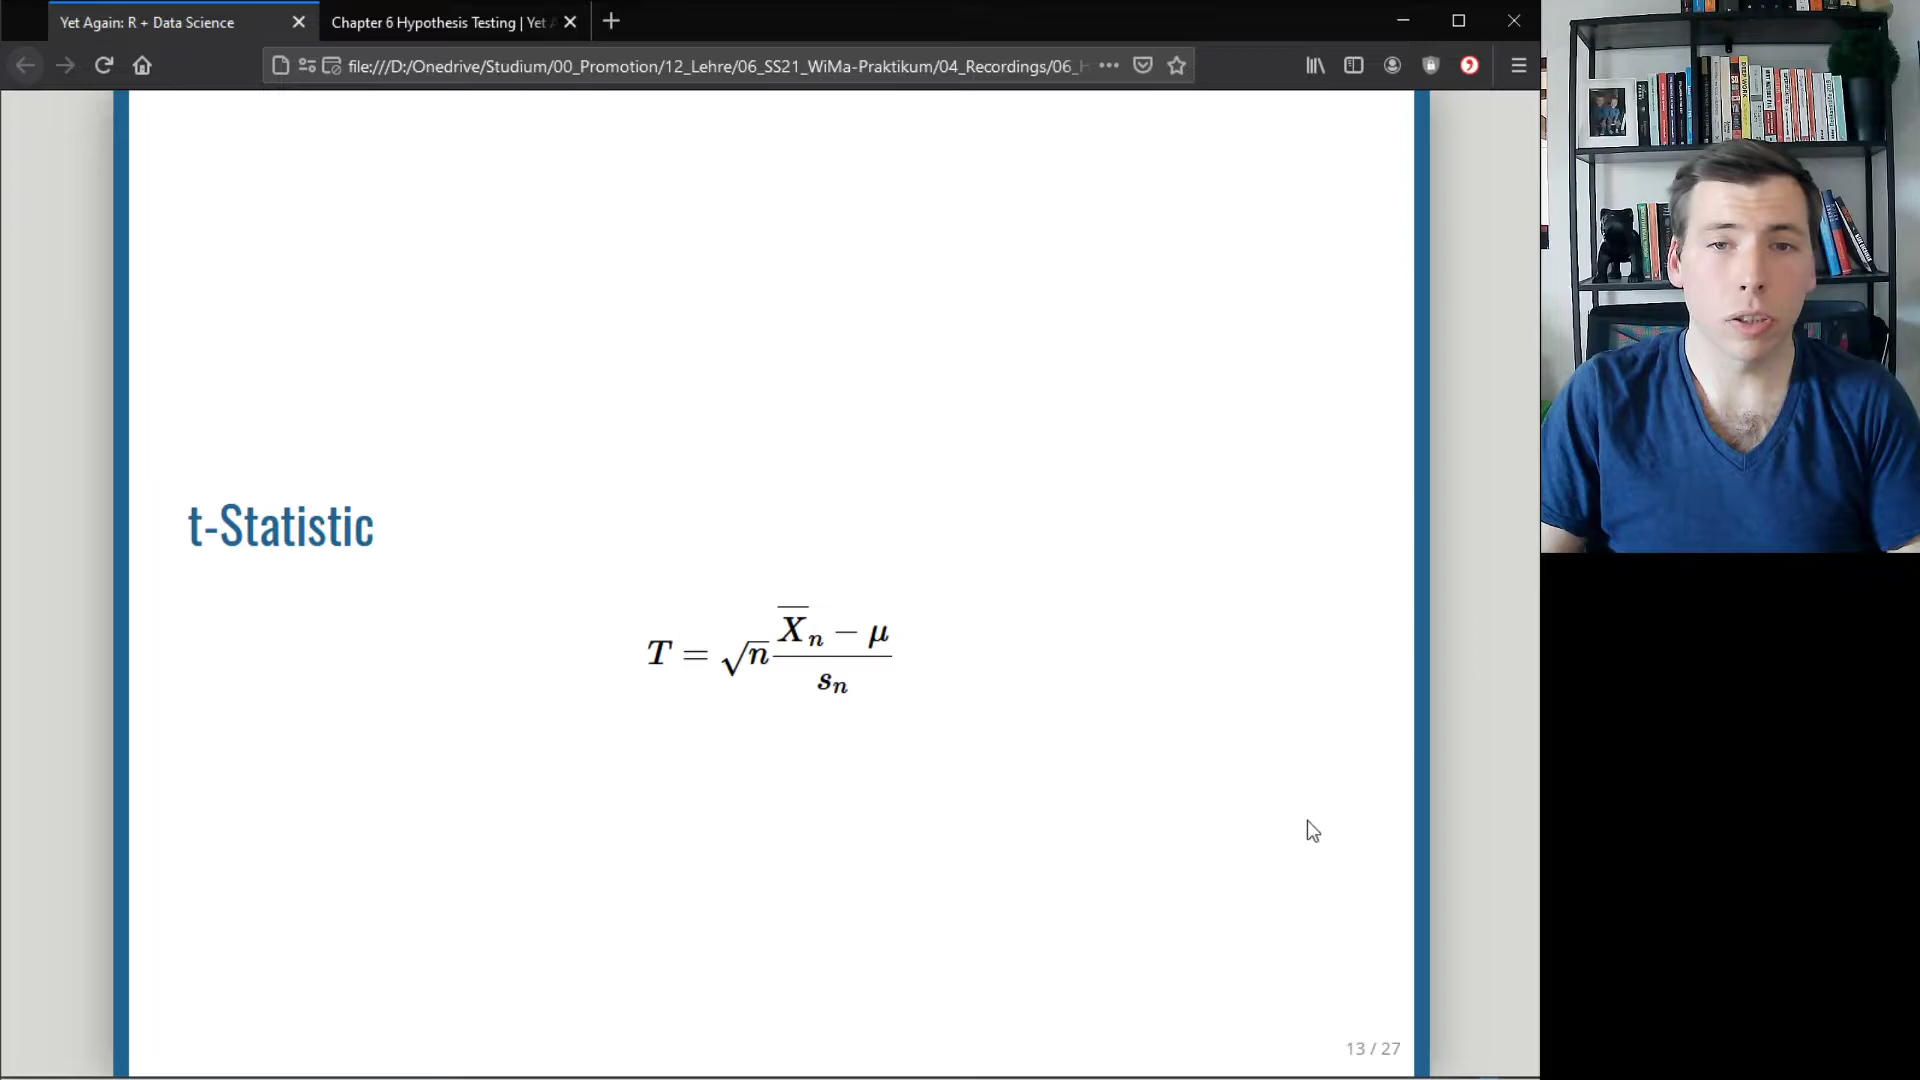 Yet Again: R + Data Science
Chapter 6 Hypothesis Testing | Yet A
file:///D:/Onedrive/Studium/00_Promotion/12_Lehre/06_SS21_WiMa-Praktikum/04_Recordings/06_H
t-Statistic
T = √n (X̅ₙ − μ) / sₙ
13 / 27